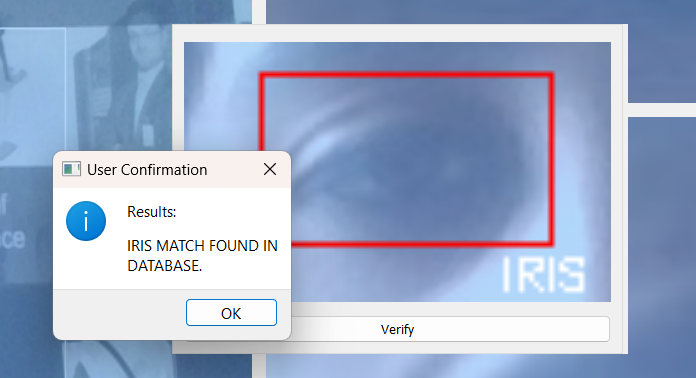 User Confirmation
Results:
IRIS MATCH FOUND IN
DATABASE.
OK
IRIS
Verify